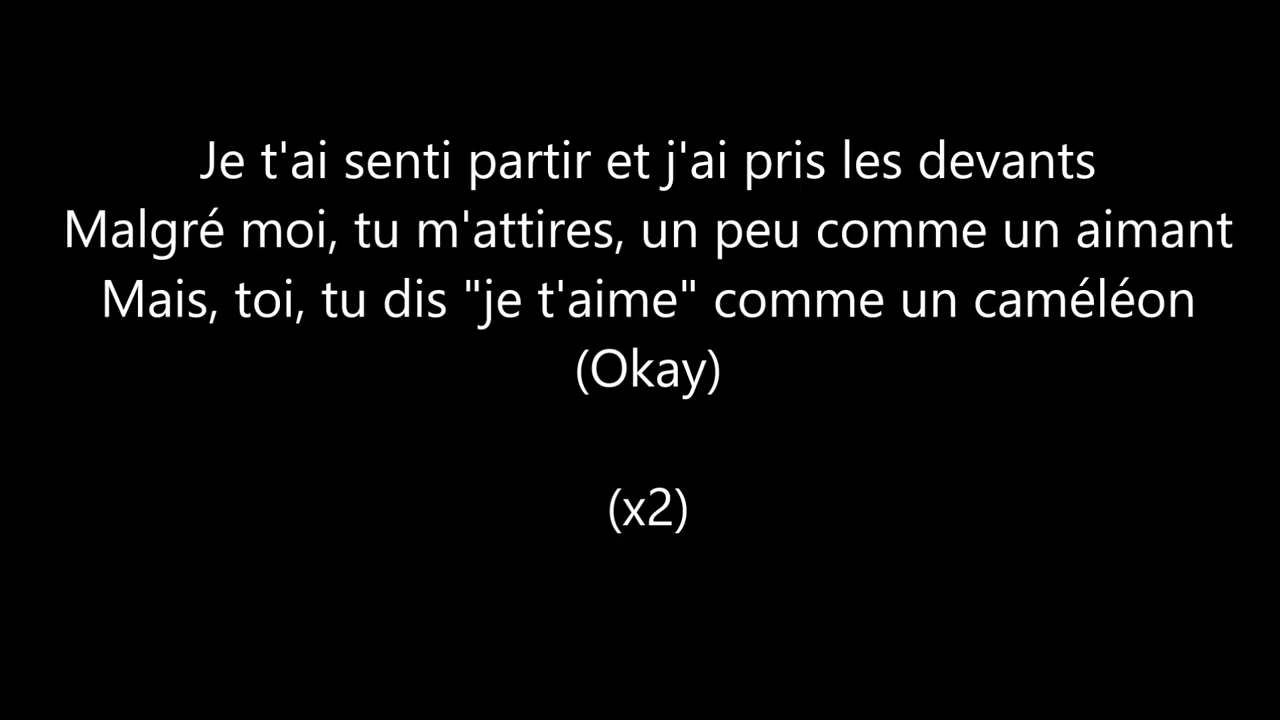 Je t'ai senti partir et j'ai pris les devants
Malgré moi, tu m'attires, un peu comme un aimant
Mais, toi, tu dis "je t'aime" comme un caméléon
(Okay)
(x2)